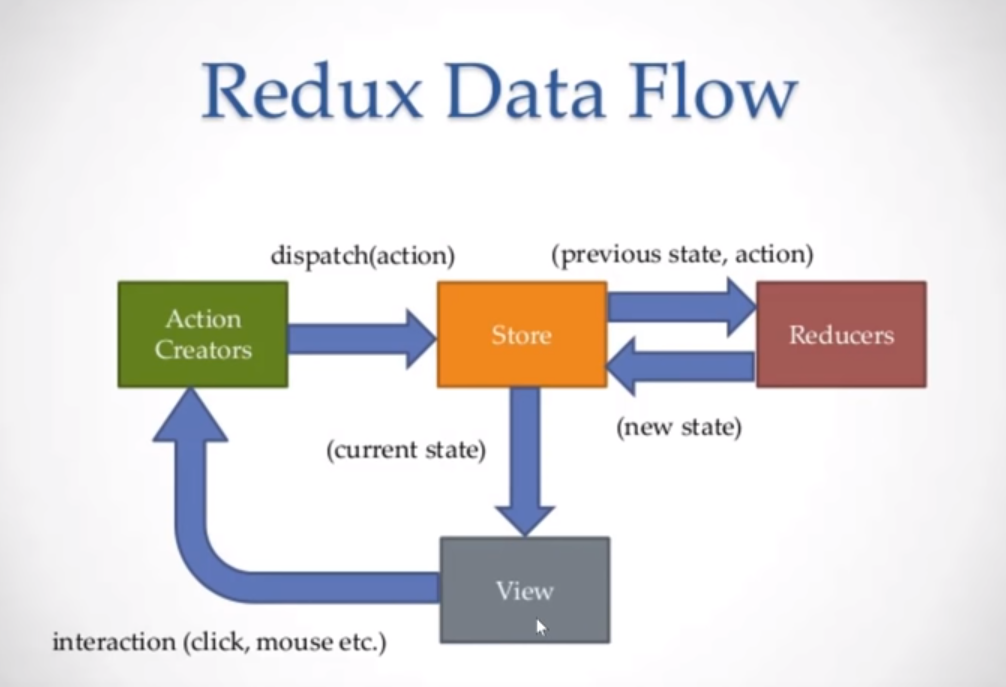 Redux Data Flow
dispatch(action)
(previous state, action)
Action
Creators
Store
Reducers
(new state)
(current state)
View
interaction (click, mouse etc.)